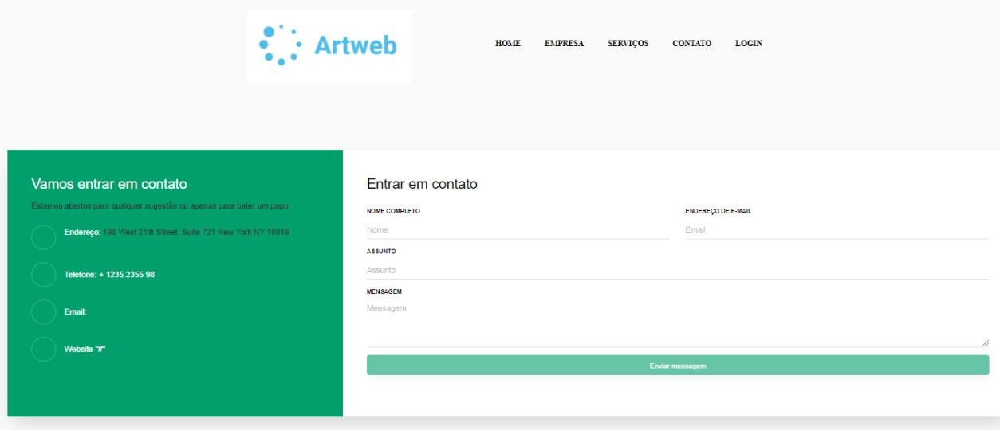 Artweb
HOME EMPRESA SERVIÇOS CONTATO LOGIN
Vamos entrar em contato
Estamos abertos para qualquer sugestão ou apenas para bater um papo
Endereço: 198 West 21th Street, Suite 721 New York NY 10016
Telefone: + 1235 2355 98
Email:
Website "#"
Entrar em contato
NOME COMPLETO ENDEREÇO DE E-MAIL
Nome Email
ASSUNTO
Assunto
MENSAGEM
Mensagem
Enviar mensagem